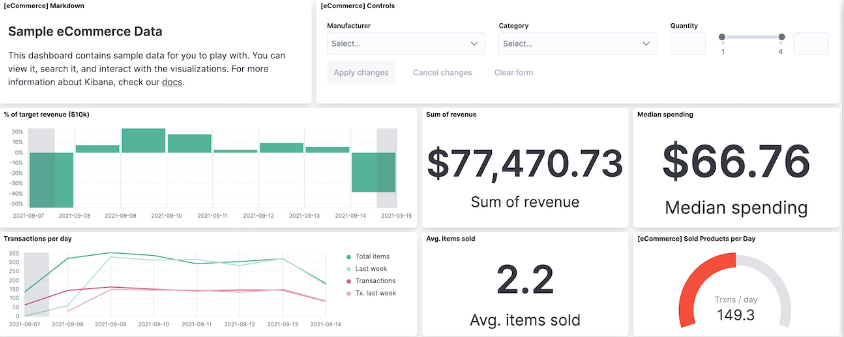 [eCommerce] Markdown
Sample eCommerce Data
This dashboard contains sample data for you to play with. You can
view it, search it, and interact with the visualizations. For more
information about Kibana, check our docs.
[eCommerce] Controls
Manufacturer
Category
Quantity
Select...
Select...
1
4
Apply changes
Cancel changes
Clear form
% of target revenue ($10k)
20%
10%
0%
-10%
-20%
-30%
-40%
-50%
2021-09-07
2021-09-08
2021-09-09
2021-09-10
2021-09-11
2021-09-12
2021-09-13
2021-09-14
2021-09-15
Sum of revenue
$77,470.73
Sum of revenue
Median spending
$66.76
Median spending
Transactions per day
350
300
250
200
150
100
50
0
2021-09-07
2021-09-08
2021-09-09
2021-09-10
2021-09-11
2021-09-12
2021-09-13
2021-09-14
Total items
Last week
Transactions
Tx. last week
Avg. items sold
2.2
Avg. items sold
[eCommerce] Sold Products per Day
Trxns / day
149.3